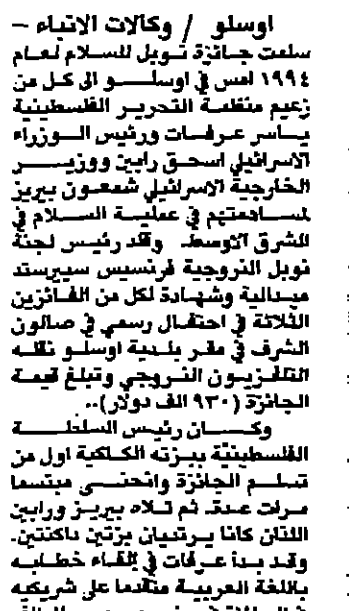 اوسلو / وكالات الانباء –
سلمت جائزة نوبل للسلام لعام
١٩٩٤ امس في اوسلو الى كل من
زعيم منظمة التحرير الفلسطينية
ياسر عرفات ورئيس الوزراء
الاسرائيلي اسحق رابين ووزير
الخارجية الاسرائيلي شمعون بيريز
لمساهمتهم في عملية السلام في
الشرق الاوسط. وقد رئيس لجنة
نوبل النروجية فرنسيس سييرستد
ميدالية وشهادة لكل من الفائزين
الثلاثة في احتفال رسمي في صالون
الشرف في مقر بلدية اوسلو نقله
التلفزيون النروجي وتبلغ قيمة
الجائزة (٩٣٠ الف دولار)..
وكان رئيس السلطة
الفلسطينية ببزته الكاكية اول من
تسلم الجائزة وانحنى مبتسما
مرات عدة. ثم تلاه بيريز ورابين
اللذان كانا يرتديان بزتين داكنتين.
وقد بدأ عرفات في إلقاء خطابه
باللغة العربية منقدما على شريكيه